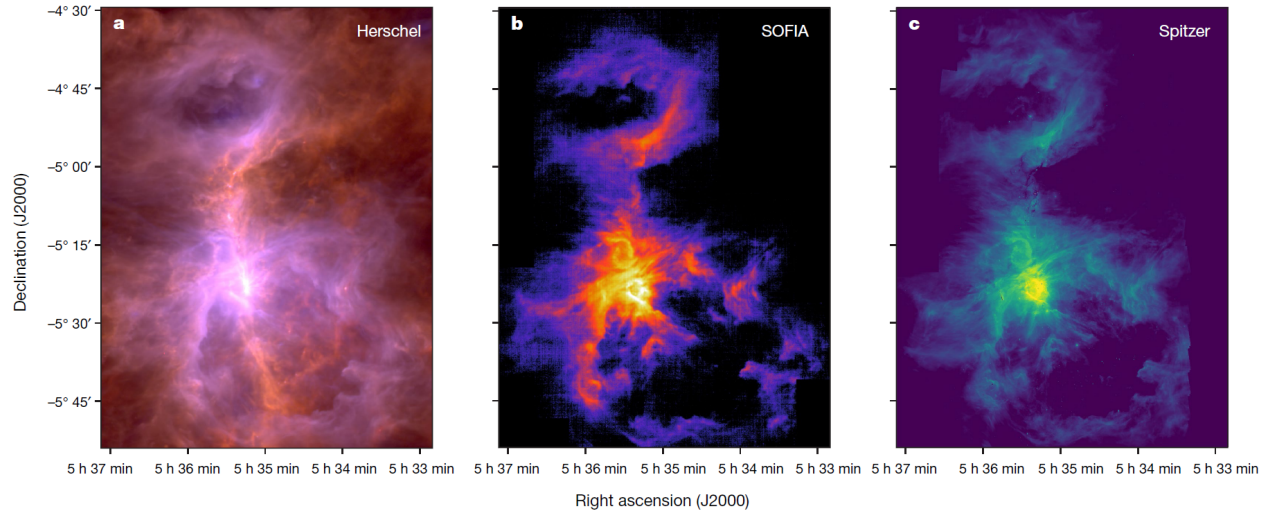 a Herschel
b SOFIA
c Spitzer
−4° 30′
−4° 45′
−5° 00′
−5° 15′
−5° 30′
−5° 45′
Declination (J2000)
5 h 37 min 5 h 36 min 5 h 35 min 5 h 34 min 5 h 33 min
5 h 37 min 5 h 36 min 5 h 35 min 5 h 34 min 5 h 33 min
5 h 37 min 5 h 36 min 5 h 35 min 5 h 34 min 5 h 33 min
Right ascension (J2000)